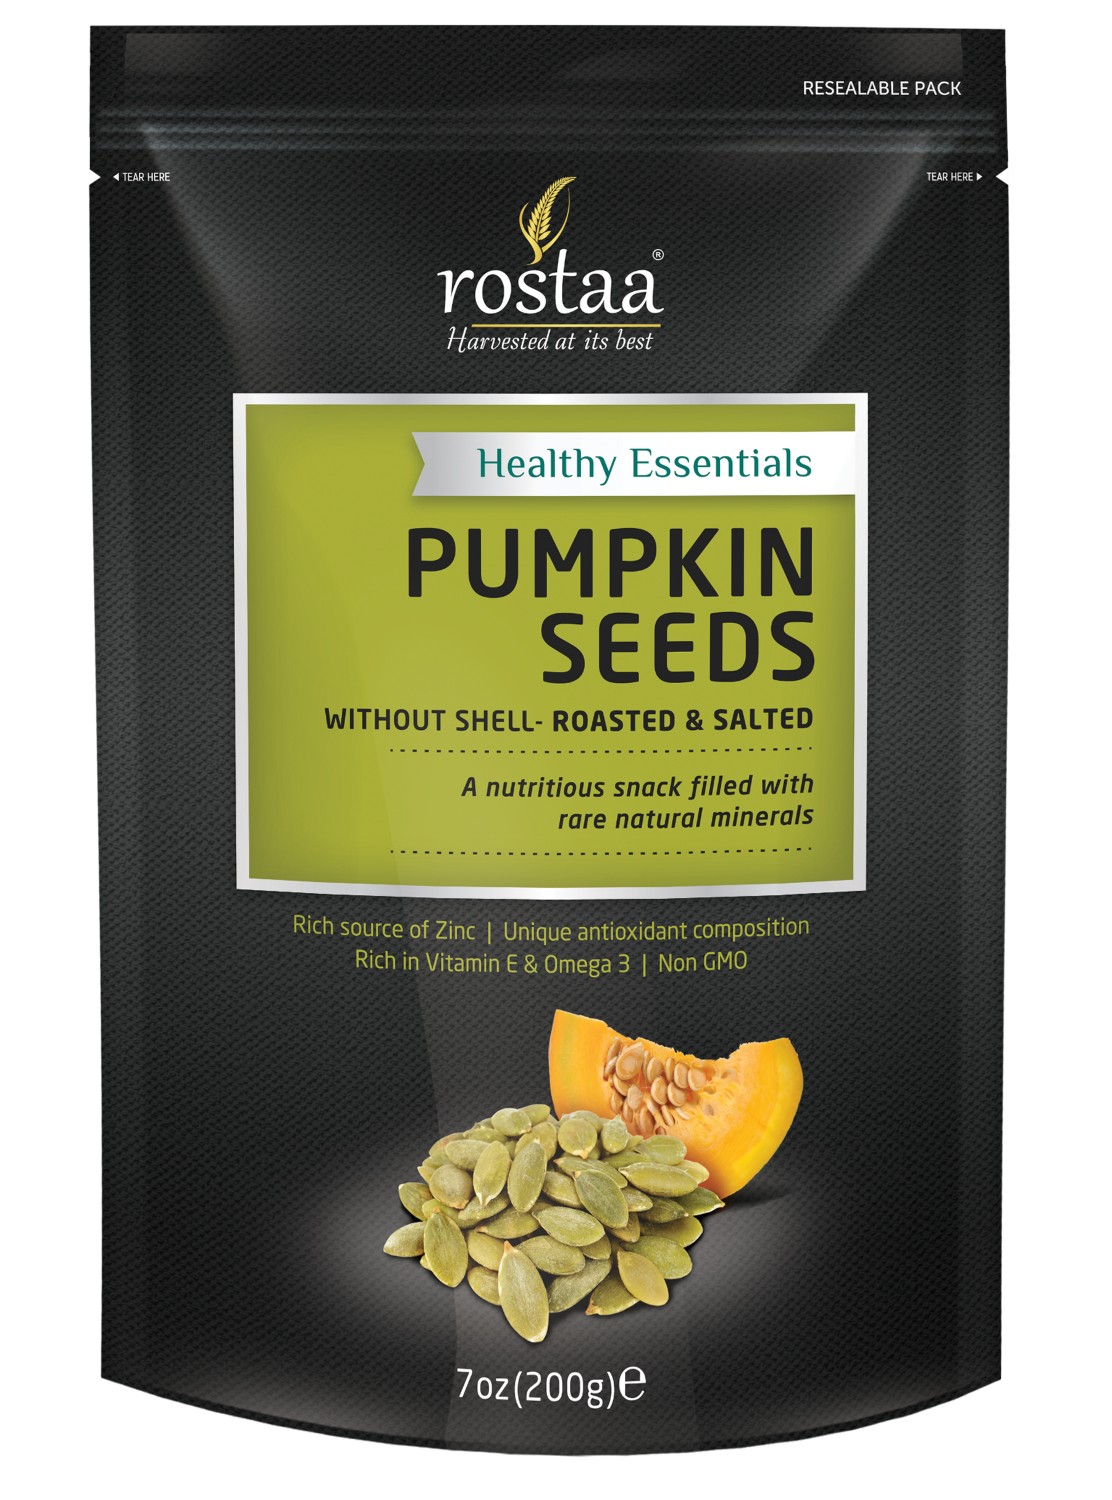 RESEALABLE PACK
TEAR HERE
TEAR HERE
rostaa®
Harvested at its best
Healthy Essentials
PUMPKIN
SEEDS
WITHOUT SHELL- ROASTED & SALTED
A nutritious snack filled with
rare natural minerals
Rich source of Zinc | Unique antioxidant composition
Rich in Vitamin E & Omega 3 | Non GMO
7oz(200g)℮